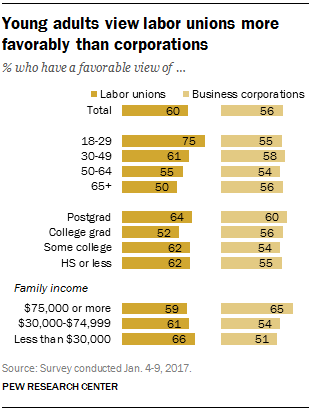 Young adults view labor unions more
favorably than corporations
% who have a favorable view of ...
Labor unions Business corporations
Total 60 56
18-29 75 55
30-49 61 58
50-64 55 54
65+ 50 56
Postgrad 64 60
College grad 52 56
Some college 62 54
HS or less 62 55
Family income
$75,000 or more 59 65
$30,000-$74,999 61 54
Less than $30,000 66 51
Source: Survey conducted Jan. 4-9, 2017.
PEW RESEARCH CENTER